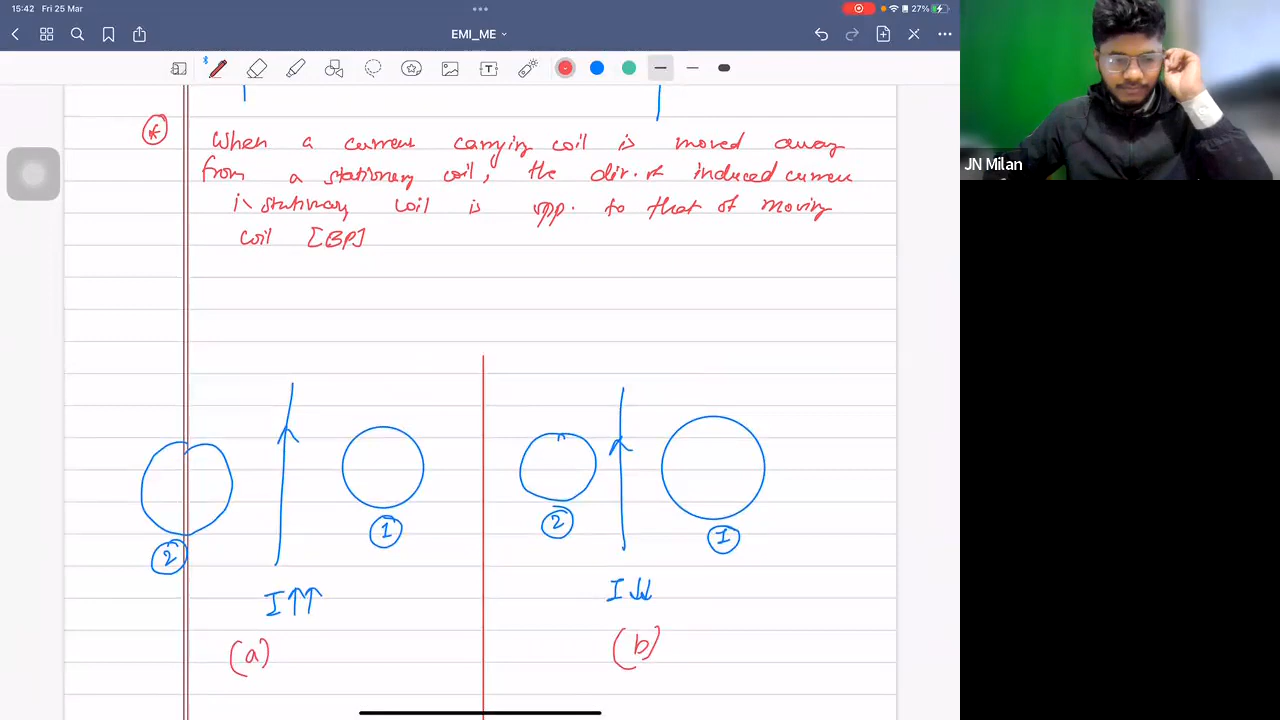 15:42 Fri 25 Mar
27%
EMI_ME
JN Milan
When a current carrying coil is moved away
from a stationary coil, the dir. of induced current
in stationary coil is opp. to that of moving
coil [BP]
2
1
I↑↑
(a)
2
1
I↓↓
(b)